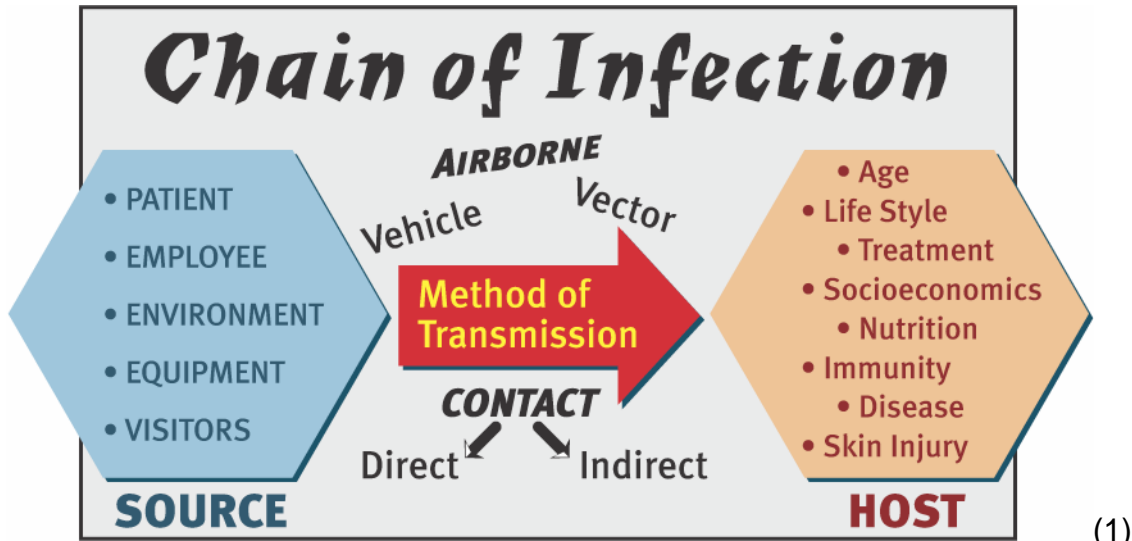 Chain of Infection
AIRBORNE
Vehicle
Vector
• PATIENT
• EMPLOYEE
• ENVIRONMENT
• EQUIPMENT
• VISITORS
SOURCE
Method of
Transmission
CONTACT
Direct
Indirect
• Age
• Life Style
• Treatment
• Socioeconomics
• Nutrition
• Immunity
• Disease
• Skin Injury
HOST
(1)